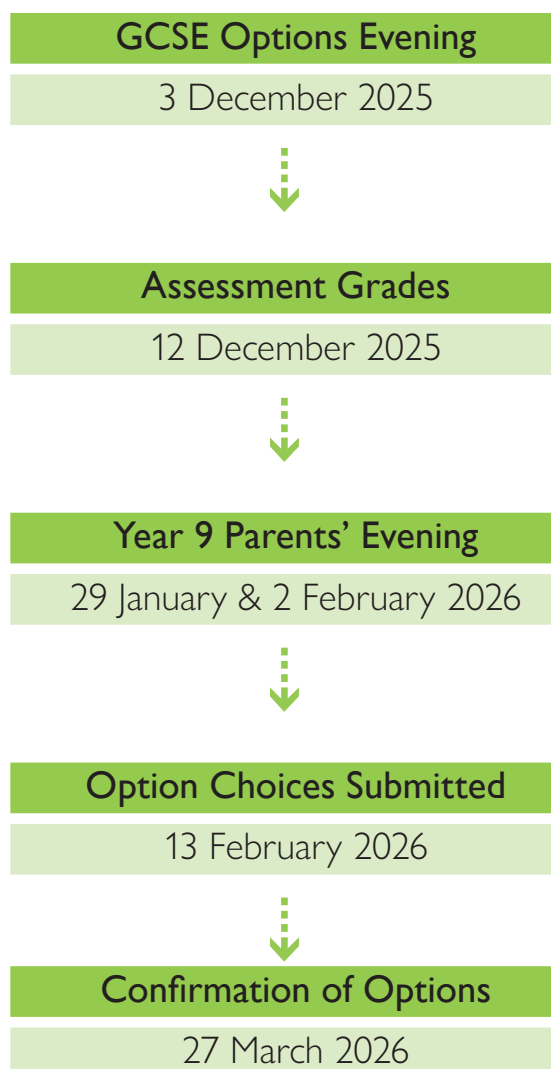 GCSE Options Evening
3 December 2025
Assessment Grades
12 December 2025
Year 9 Parents’ Evening
29 January & 2 February 2026
Option Choices Submitted
13 February 2026
Confirmation of Options
27 March 2026